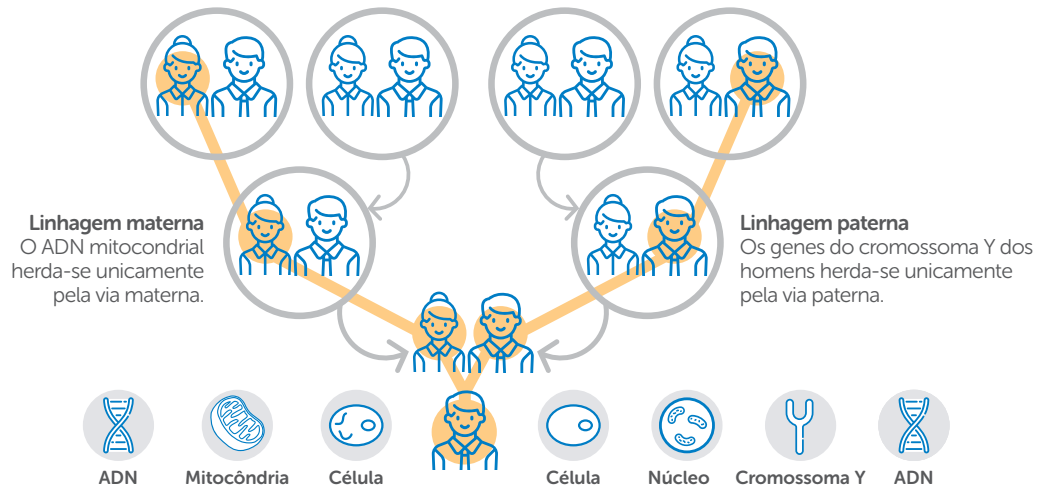 Linhagem materna
O ADN mitocondrial
herda-se unicamente
pela via materna.
Linhagem paterna
Os genes do cromossoma Y dos
homens herda-se unicamente
pela via paterna.
ADN
Mitocôndria
Célula
Célula
Núcleo
Cromossoma Y
ADN